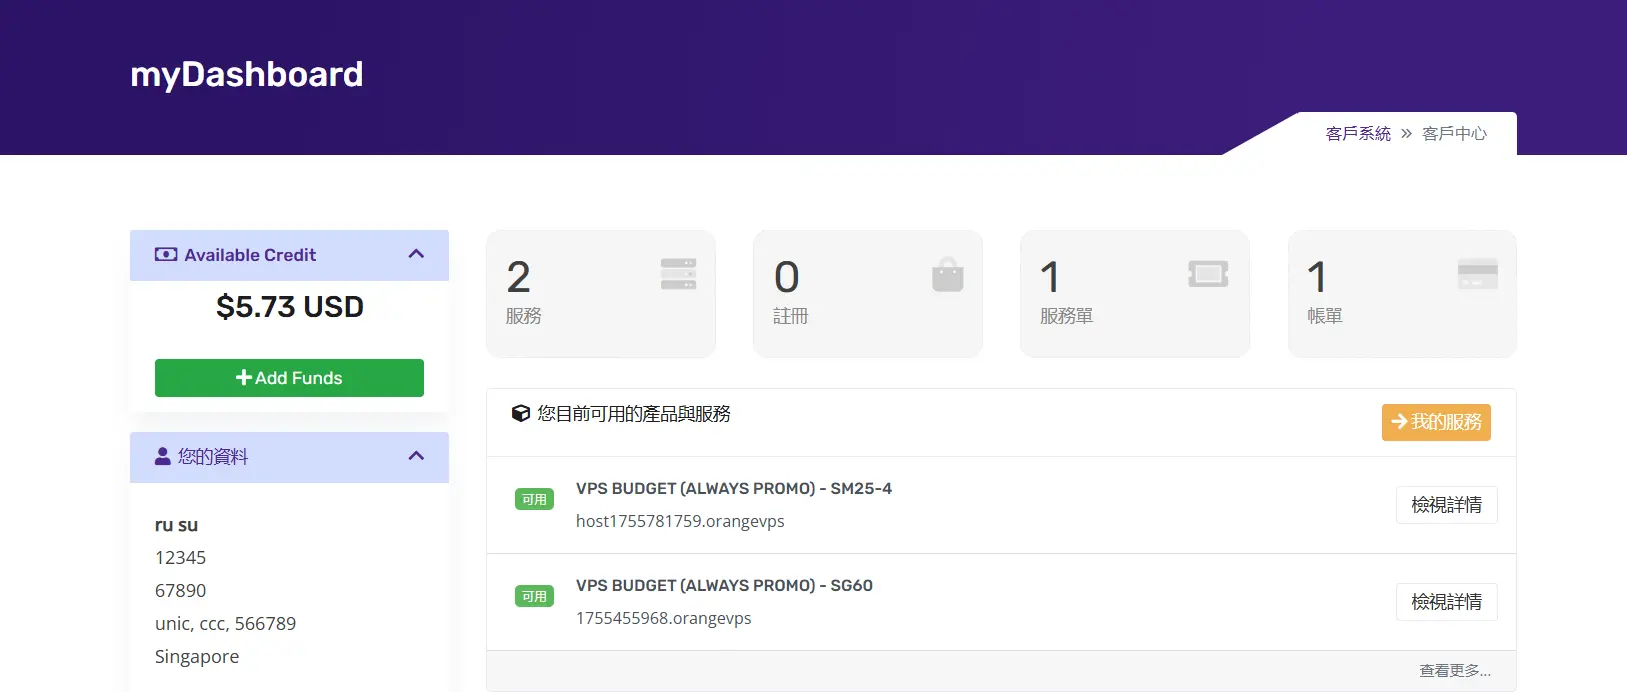 myDashboard
客戶系統 » 客戶中心
Available Credit
$5.73 USD
+Add Funds
您的資料
ru su
12345
67890
unic, ccc, 566789
Singapore
2
服務
0
註冊
1
服務單
1
帳單
您目前可用的產品與服務
我的服務
可用
VPS BUDGET (ALWAYS PROMO) - SM25-4
host1755781759.orangevps
檢視詳情
可用
VPS BUDGET (ALWAYS PROMO) - SG60
1755455968.orangevps
檢視詳情
查看更多...